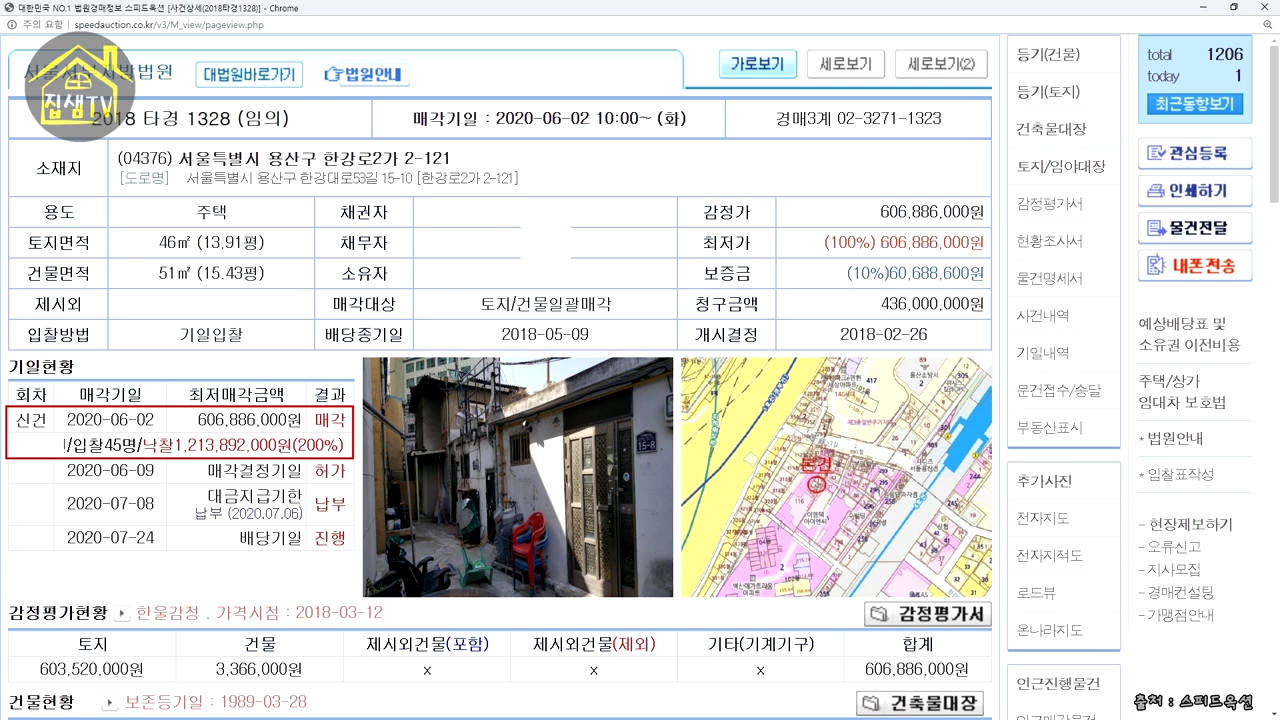 대한민국 NO.1 법원경매정보 스피드옥션 [사건상세(2018타경1328)] - Chrome
주의 요함 | speedauction.co.kr/v3/M_view/pageview.php
서울서부지방법원 대법원바로가기 법원안내 가로보기 세로보기 세로보기(2)
집샘TV
2018 타경 1328 (임의) 매각기일 : 2020-06-02 10:00~ (화) 경매3계 02-3271-1323
소재지 (04376) 서울특별시 용산구 한강로2가 2-121
[도로명] 서울특별시 용산구 한강대로53길 15-10 [한강로2가 2-121]
용도 주택 채권자 감정가 606,886,000원
토지면적 46㎡ (13.91평) 채무자 최저가 (100%) 606,886,000원
건물면적 51㎡ (15.43평) 소유자 보증금 (10%)60,688,600원
제시외 매각대상 토지/건물일괄매각 청구금액 436,000,000원
입찰방법 기일입찰 배당종기일 2018-05-09 개시결정 2018-02-26
기일현황
회차 매각기일 최저매각금액 결과
신건 2020-06-02 606,886,000원 매각
/입찰45명/낙찰1,213,892,000원(200%)
2020-06-09 매각결정기일 허가
2020-07-08 대금지급기한 납부 (2020.07.06) 납부
2020-07-24 배당기일 진행
15-8
감정평가현황 한울감정 , 가격시점 : 2018-03-12 감정평가서
토지 건물 제시외건물(포함) 제시외건물(제외) 기타(기계기구) 합계
603,520,000원 3,366,000원 x x x 606,886,000원
건물현황 보존등기일 : 1989-03-28 건축물대장
등기(건물)
등기(토지)
건축물대장
토지/임야대장
감정평가서
현황조사서
물건명세서
사건내역
기일내역
문건접수/송달
부동산표시
추가사진
전자지도
전자지적도
로드뷰
온나라지도
인근진행물건
인근매각물건
total 1206
today 1
최근동향보기
관심등록
인쇄하기
물건전달
내폰전송
예상배당표 및
소유권 이전비용
주택/상가
임대차 보호법
* 법원안내
* 입찰표작성
- 현장제보하기
- 오류신고
- 지사모집
- 경매컨설팅
- 가맹점안내
출처 : 스피드옥션